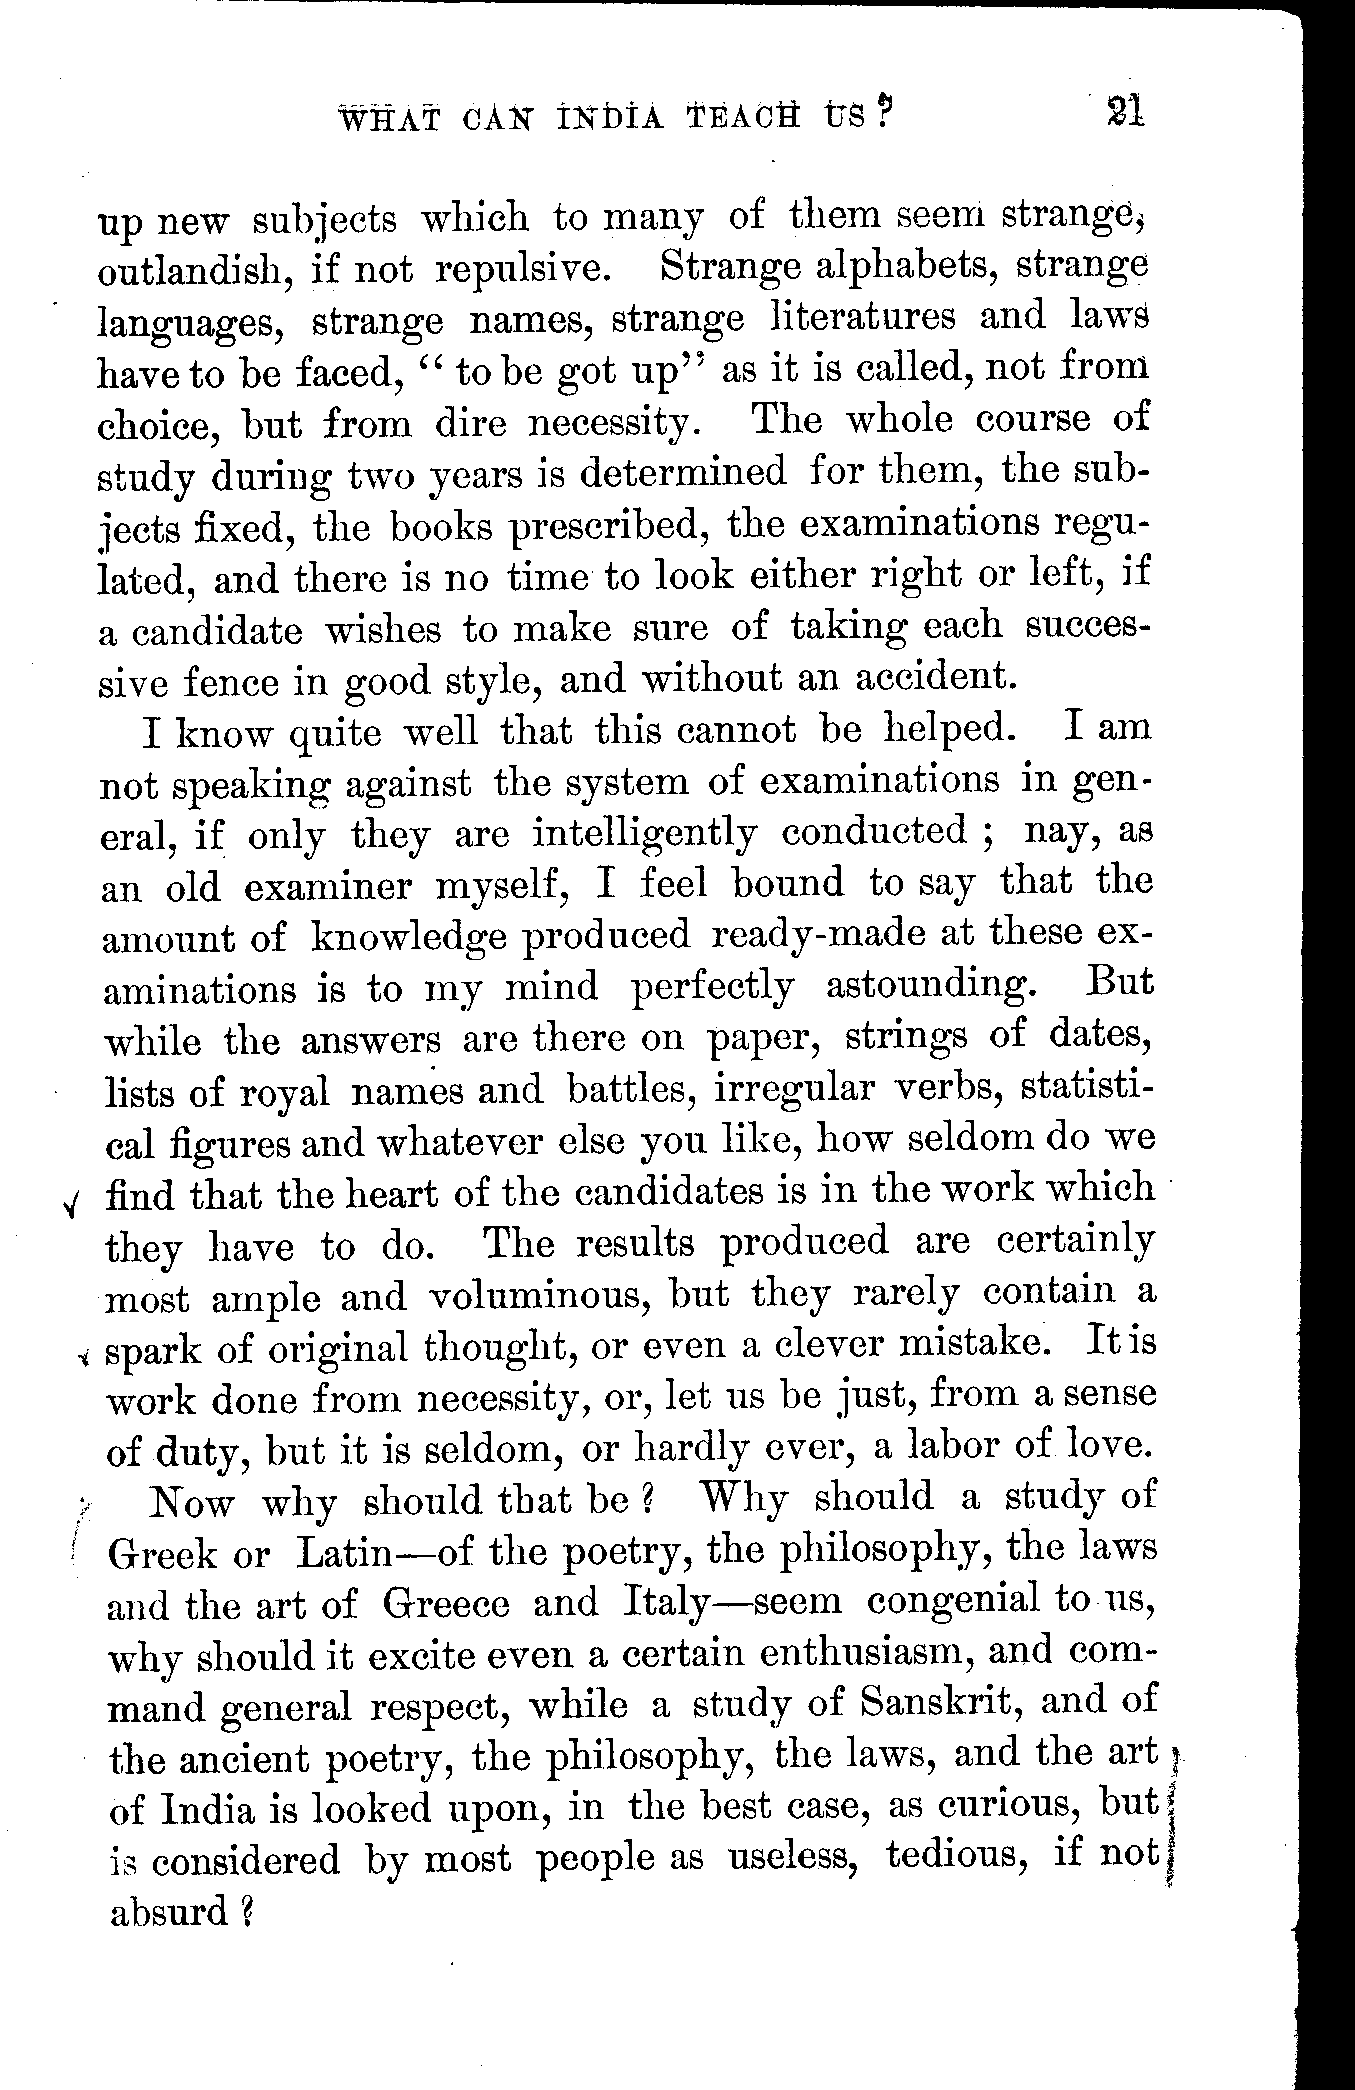 WHAT CAN INDIA TEACH US? 21
up new subjects which to many of them seem strange,
outlandish, if not repulsive. Strange alphabets, strange
languages, strange names, strange literatures and laws
have to be faced, “ to be got up” as it is called, not from
choice, but from dire necessity. The whole course of
study during two years is determined for them, the sub-
jects fixed, the books prescribed, the examinations regu-
lated, and there is no time to look either right or left, if
a candidate wishes to make sure of taking each succes-
sive fence in good style, and without an accident.
I know quite well that this cannot be helped. I am
not speaking against the system of examinations in gen-
eral, if only they are intelligently conducted ; nay, as
an old examiner myself, I feel bound to say that the
amount of knowledge produced ready-made at these ex-
aminations is to my mind perfectly astounding. But
while the answers are there on paper, strings of dates,
lists of royal names and battles, irregular verbs, statisti-
cal figures and whatever else you like, how seldom do we
find that the heart of the candidates is in the work which
they have to do. The results produced are certainly
most ample and voluminous, but they rarely contain a
spark of original thought, or even a clever mistake. It is
work done from necessity, or, let us be just, from a sense
of duty, but it is seldom, or hardly ever, a labor of love.
Now why should that be ? Why should a study of
Greek or Latin—of the poetry, the philosophy, the laws
and the art of Greece and Italy—seem congenial to us,
why should it excite even a certain enthusiasm, and com-
mand general respect, while a study of Sanskrit, and of
the ancient poetry, the philosophy, the laws, and the art
of India is looked upon, in the best case, as curious, but
is considered by most people as useless, tedious, if not
absurd ?